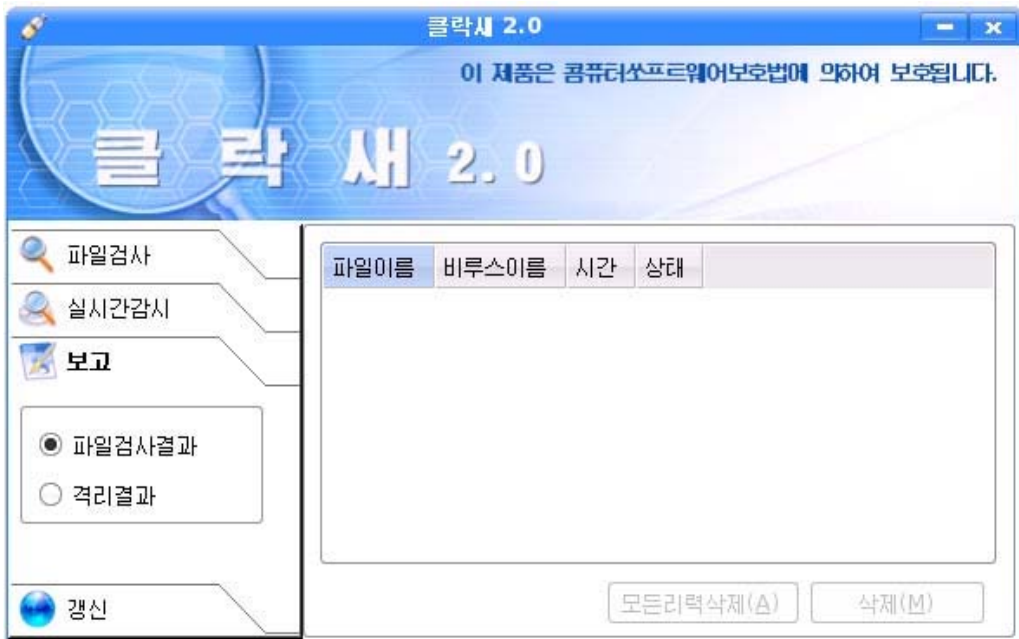 클락새 2.0
이 제품은 콤퓨터쏘프트웨어보호법에 의하여 보호됩니다.
클락새 2.0
파일검사
실시간감시
보고
파일검사결과
격리결과
갱신
파일이름 비루스이름 시간 상태
모든리력삭제(A) 삭제(M)